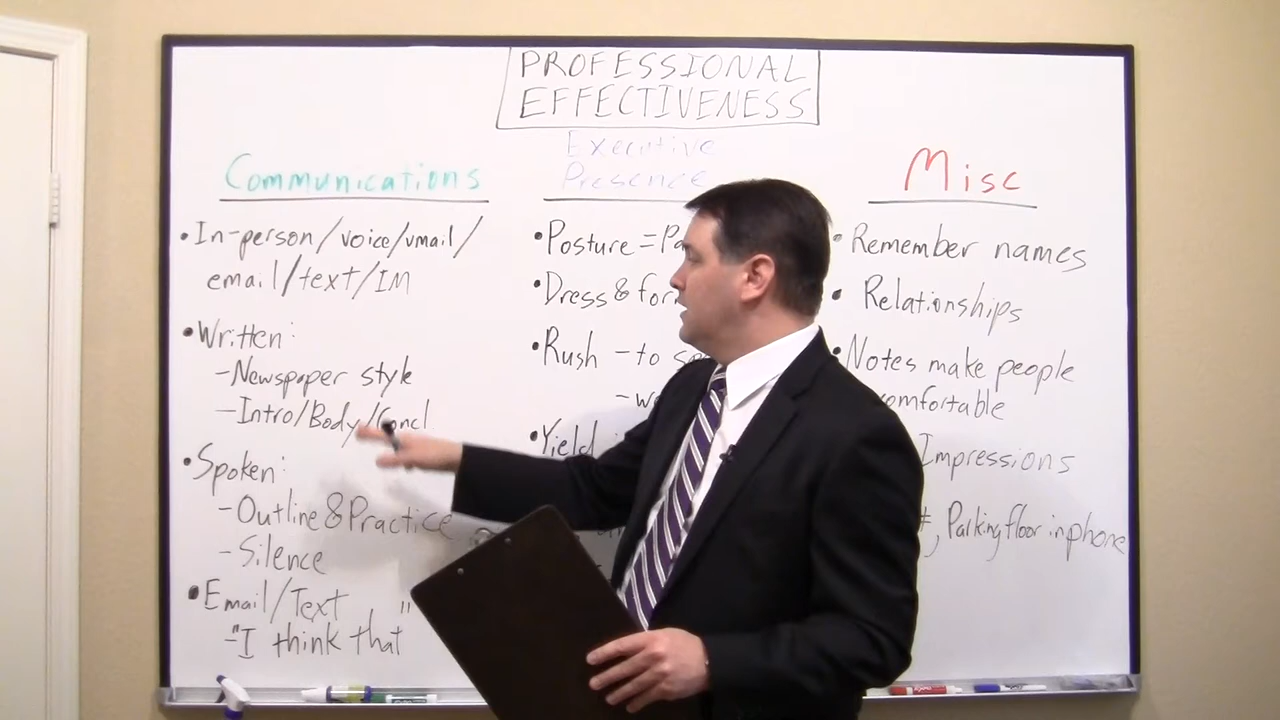 PROFESSIONAL
EFFECTIVENESS
Communications
• In-person/voice/vmail/
email/text/IM
• Written:
- Newspaper style
- Intro/Body/Concl.
• Spoken:
- Outline & Practice
- Silence
• Email/Text
- "I think that"
Executive
Presence
• Posture =
• Dress &
• Rush - to
• Yield
Misc
• Remember names
• Relationships
• Notes make people
comfortable
Impressions
, Parking floor in phone